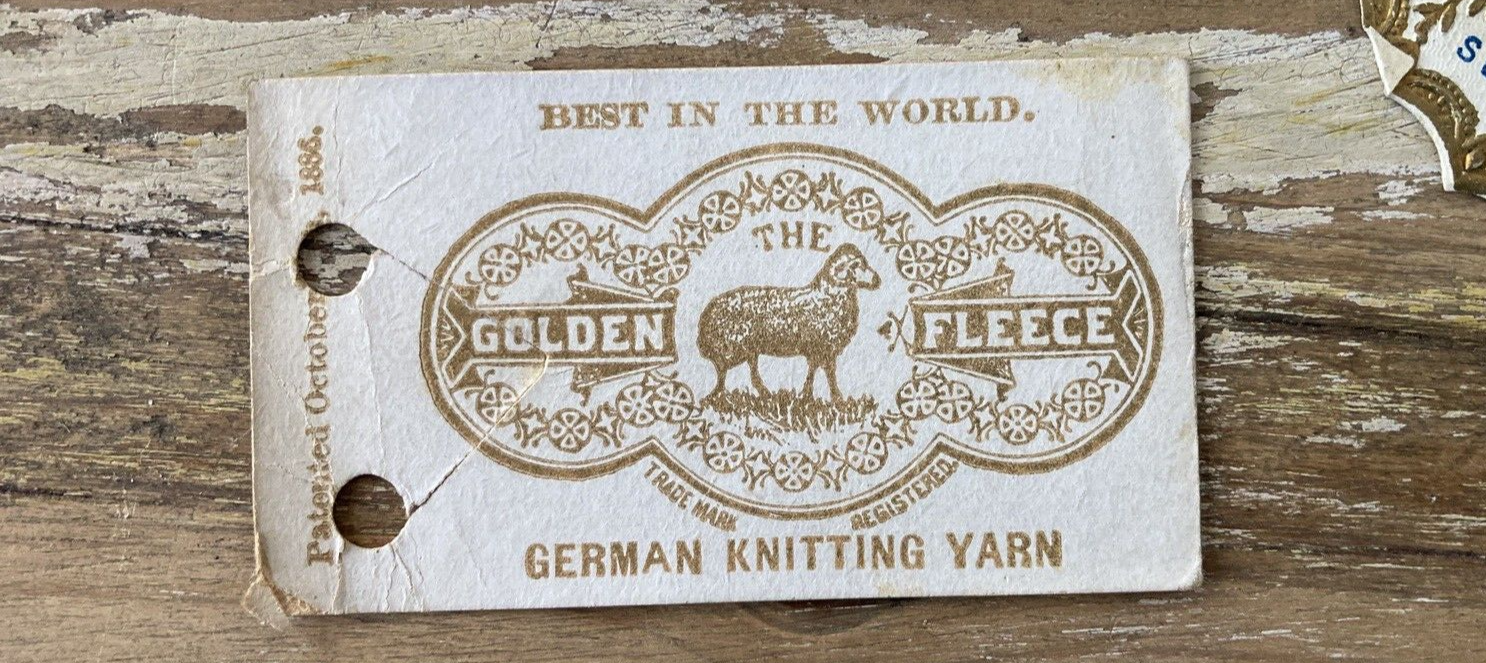 BEST IN THE WORLD.
THE
GOLDEN FLEECE
TRADE MARK REGISTERED.
GERMAN KNITTING YARN
Patented October, 1886.
S